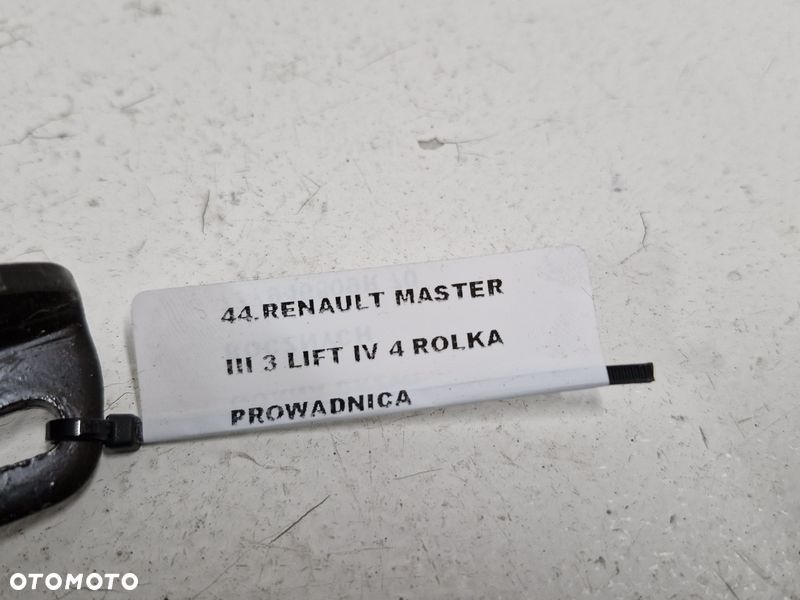 44.RENAULT MASTER
III 3 LIFT IV 4 ROLKA
PROWADNICA
OTOMOTO